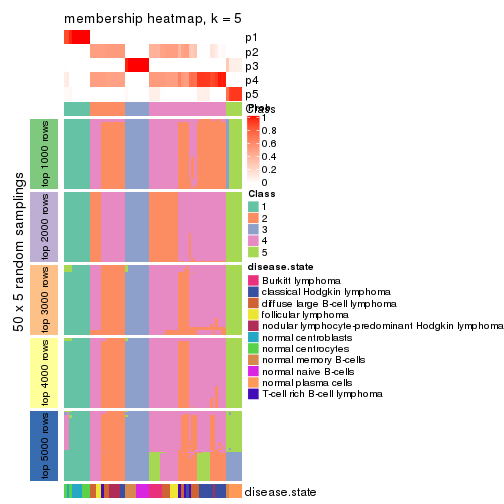 membership heatmap, k = 5
p1
p2
p3
p4
p5
Class
Prob
1
0.8
0.6
0.4
0.2
0
Class
1
2
3
4
5
disease.state
Burkitt lymphoma
classical Hodgkin lymphoma
diffuse large B-cell lymphoma
follicular lymphoma
nodular lymphocyte-predominant Hodgkin lymphoma
normal centroblasts
normal centrocytes
normal memory B-cells
normal naive B-cells
normal plasma cells
T-cell rich B-cell lymphoma
50 x 5 random samplings
top 1000 rows
top 2000 rows
top 3000 rows
top 4000 rows
top 5000 rows
disease.state